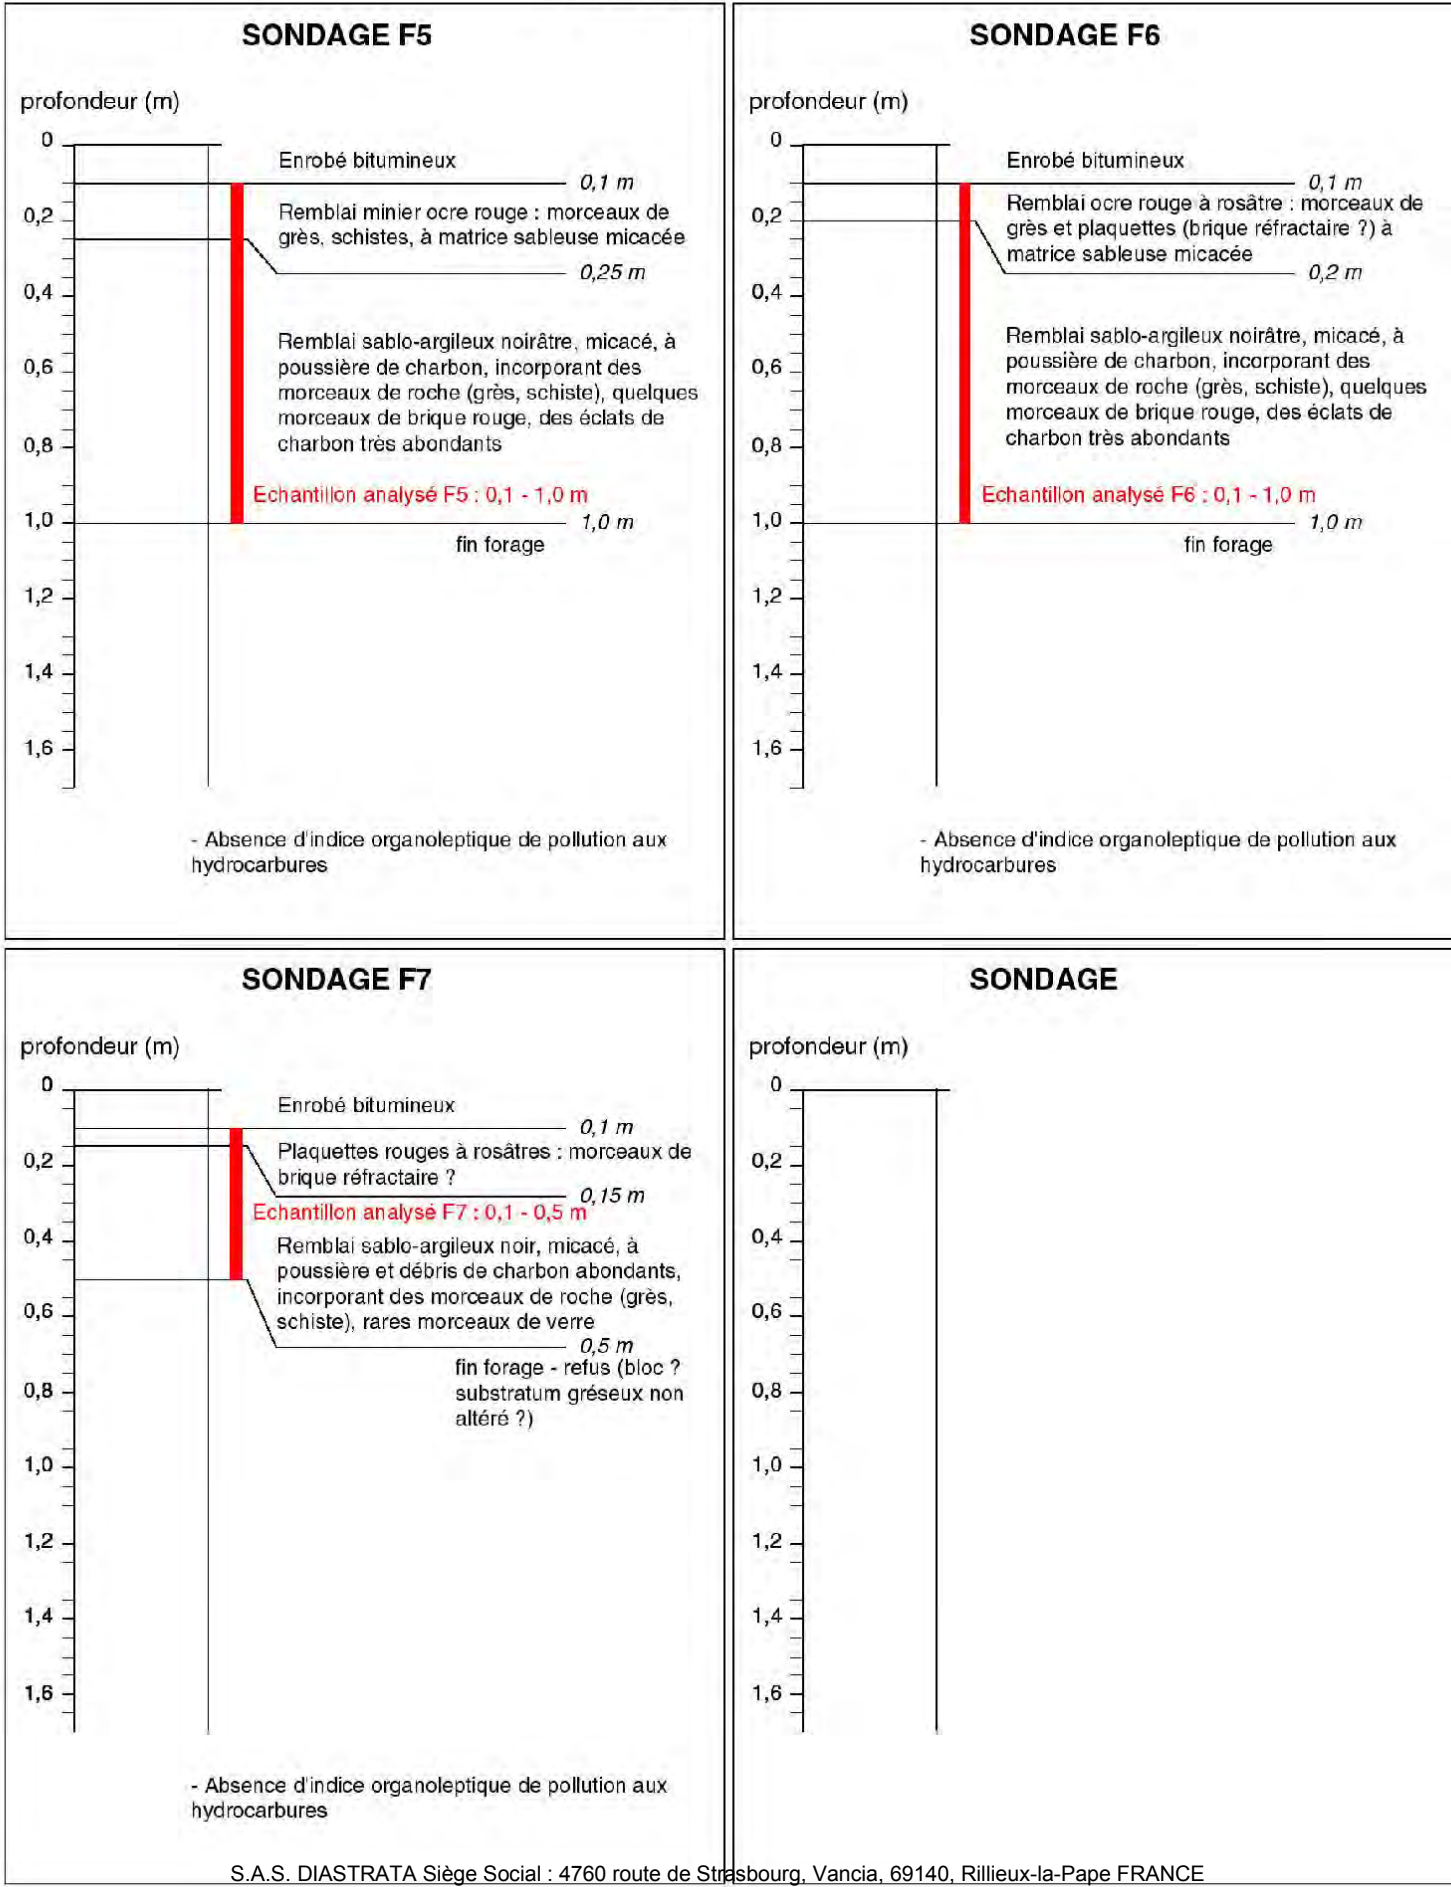 SONDAGE F5
profondeur (m)
0
Enrobé bitumineux
0,1 m
0,2
Remblai minier ocre rouge : morceaux de
grès, schistes, à matrice sableuse micacée
0,25 m
0,4
Remblai sablo-argileux noirâtre, micacé, à
poussière de charbon, incorporant des
0,6
morceaux de roche (grès, schiste), quelques
morceaux de brique rouge, des éclats de
0,8
charbon très abondants
Echantillon analysé F5 : 0,1 - 1,0 m
1,0
1,0 m
fin forage
1,2
1,4
1,6
- Absence d'indice organoleptique de pollution aux
hydrocarbures
SONDAGE F6
profondeur (m)
0
Enrobé bitumineux
0,1 m
Remblai ocre rouge à rosâtre : morceaux de
0,2
grès et plaquettes (brique réfractaire ?) à
matrice sableuse micacée
0,2 m
0,4
Remblai sablo-argileux noirâtre, micacé, à
poussière de charbon, incorporant des
0,6
morceaux de roche (grès, schiste), quelques
morceaux de brique rouge, des éclats de
0,8
charbon très abondants
Echantillon analysé F6 : 0,1 - 1,0 m
1,0
1,0 m
fin forage
1,2
1,4
1,6
- Absence d'indice organoleptique de pollution aux
hydrocarbures
SONDAGE F7
profondeur (m)
0
Enrobé bitumineux
0,1 m
Plaquettes rouges à rosâtres : morceaux de
0,2
brique réfractaire ?
0,15 m
Echantillon analysé F7 : 0,1 - 0,5 m
0,4
Remblai sablo-argileux noir, micacé, à
poussière et débris de charbon abondants,
incorporant des morceaux de roche (grès,
0,6
schiste), rares morceaux de verre
0,5 m
fin forage - refus (bloc ?
0,8
substratum gréseux non
altéré ?)
1,0
1,2
1,4
1,6
- Absence d'indice organoleptique de pollution aux
hydrocarbures
SONDAGE
profondeur (m)
0
0,2
0,4
0,6
0,8
1,0
1,2
1,4
1,6
S.A.S. DIASTRATA Siège Social : 4760 route de Strasbourg, Vancia, 69140, Rillieux-la-Pape FRANCE